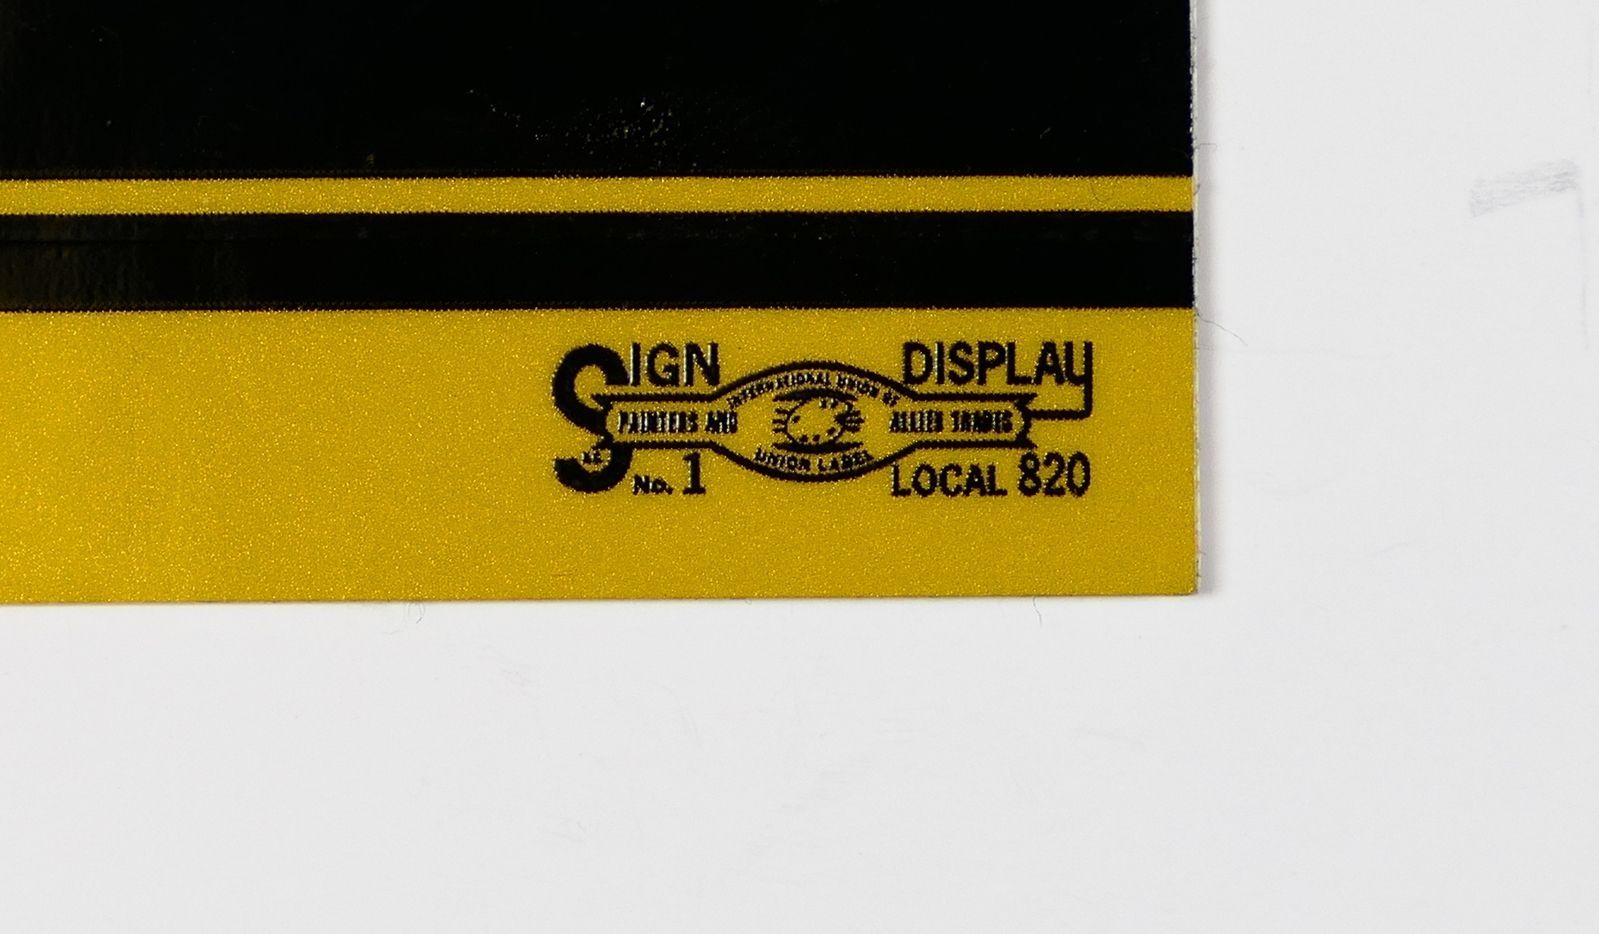 SIGN DISPLAY
INTERNATIONAL UNION OF
PAINTERS AND ALLIED TRADES
UNION LABEL
No. 1 LOCAL 820